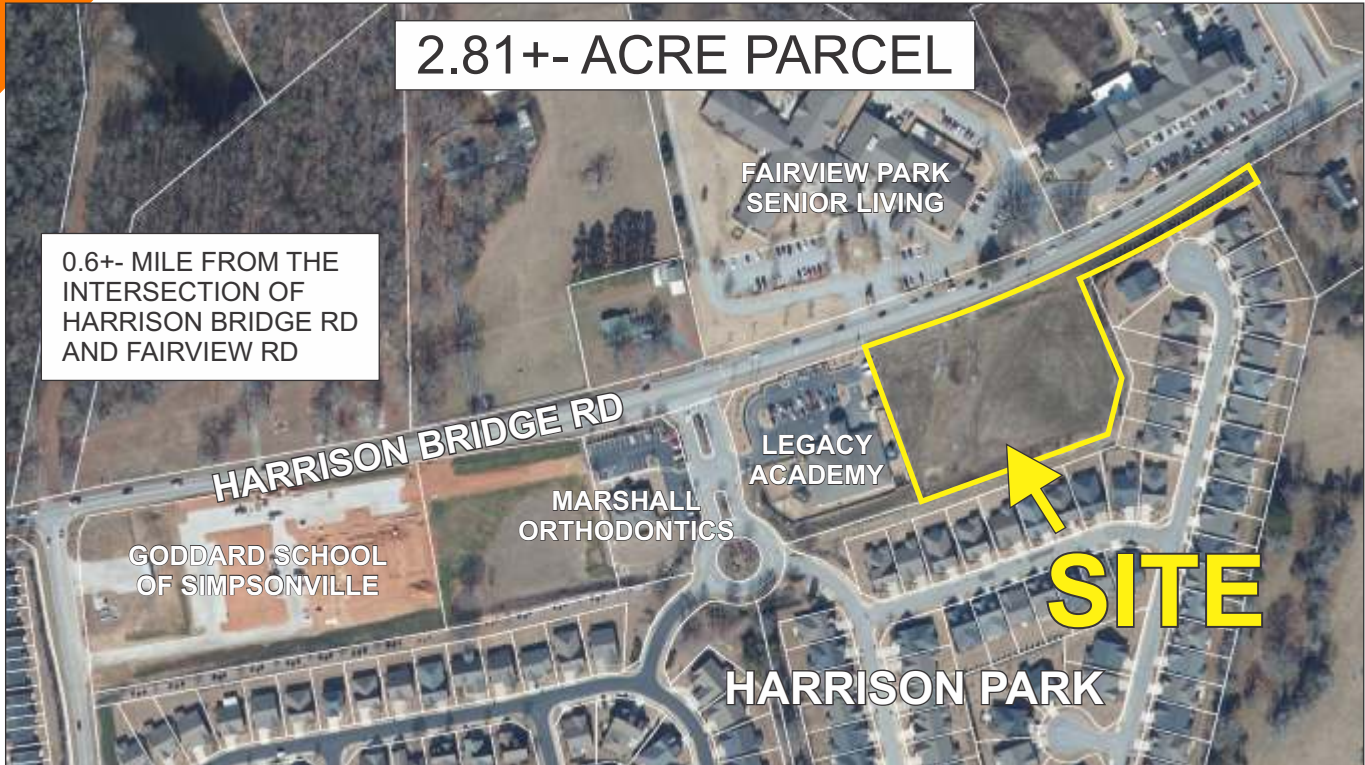 2.81+- ACRE PARCEL
FAIRVIEW PARK
SENIOR LIVING
0.6+- MILE FROM THE
INTERSECTION OF
HARRISON BRIDGE RD
AND FAIRVIEW RD
HARRISON BRIDGE RD
LEGACY
ACADEMY
MARSHALL
ORTHODONTICS
GODDARD SCHOOL
OF SIMPSONVILLE
SITE
HARRISON PARK